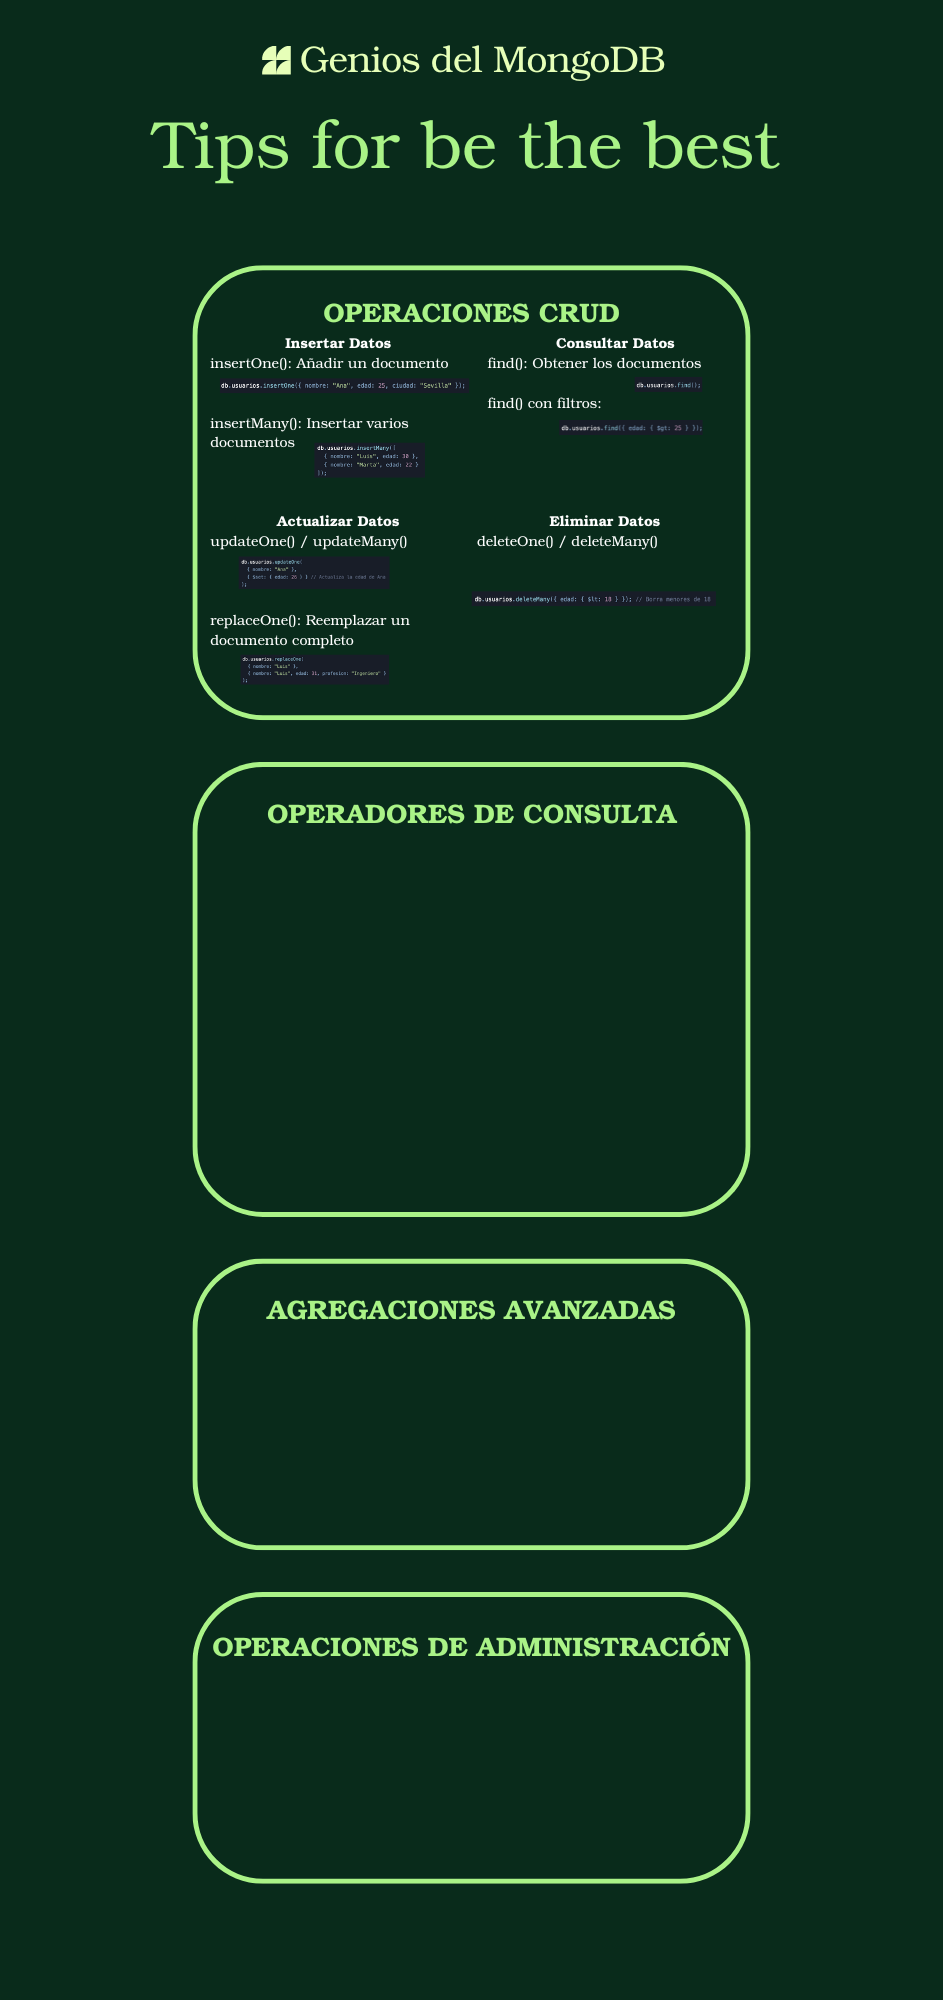 Genios del MongoDB
Tips for be the best
OPERACIONES CRUD
Insertar Datos
insertOne(): Añadir un documento
db.usuarios.insertOne({ nombre: "Ana", edad: 25, ciudad: "Sevilla" });
insertMany(): Insertar varios
documentos
db.usuarios.insertMany([
{ nombre: "Luis", edad: 30 },
{ nombre: "Marta", edad: 22 }
]);
Consultar Datos
find(): Obtener los documentos
db.usuarios.find();
find() con filtros:
db.usuarios.find({ edad: { $gt: 25 } });
Actualizar Datos
updateOne() / updateMany()
db.usuarios.updateOne(
{ nombre: "Ana" },
{ $set: { edad: 26 } } // Actualiza la edad de Ana
);
replaceOne(): Reemplazar un
documento completo
db.usuarios.replaceOne(
{ nombre: "Luis" },
{ nombre: "Luis", edad: 31, profesion: "Ingeniero" }
);
Eliminar Datos
deleteOne() / deleteMany()
db.usuarios.deleteMany({ edad: { $lt: 18 } }); // Borra menores de 18
OPERADORES DE CONSULTA
AGREGACIONES AVANZADAS
OPERACIONES DE ADMINISTRACIÓN